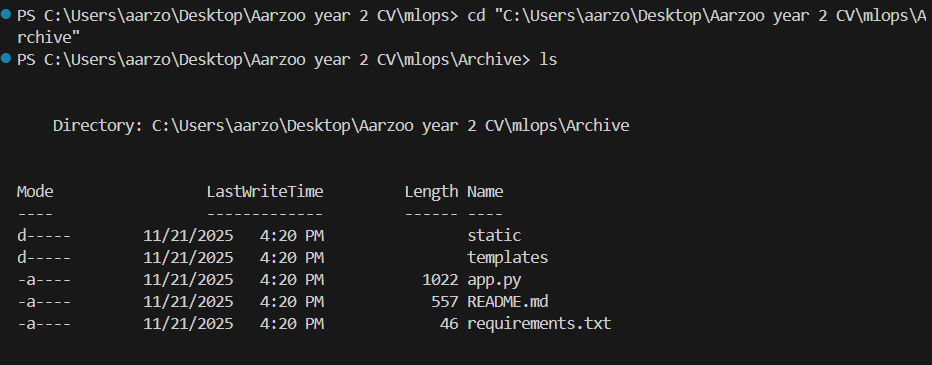 PS C:\Users\aarzo\Desktop\Aarzoo year 2 CV\mlops> cd "C:\Users\aarzo\Desktop\Aarzoo year 2 CV\mlops\A
rchive"
PS C:\Users\aarzo\Desktop\Aarzoo year 2 CV\mlops\Archive> ls
Directory: C:\Users\aarzo\Desktop\Aarzoo year 2 CV\mlops\Archive
Mode LastWriteTime Length Name
---- ------------- ------ ----
d----- 11/21/2025 4:20 PM static
d----- 11/21/2025 4:20 PM templates
-a---- 11/21/2025 4:20 PM 1022 app.py
-a---- 11/21/2025 4:20 PM 557 README.md
-a---- 11/21/2025 4:20 PM 46 requirements.txt